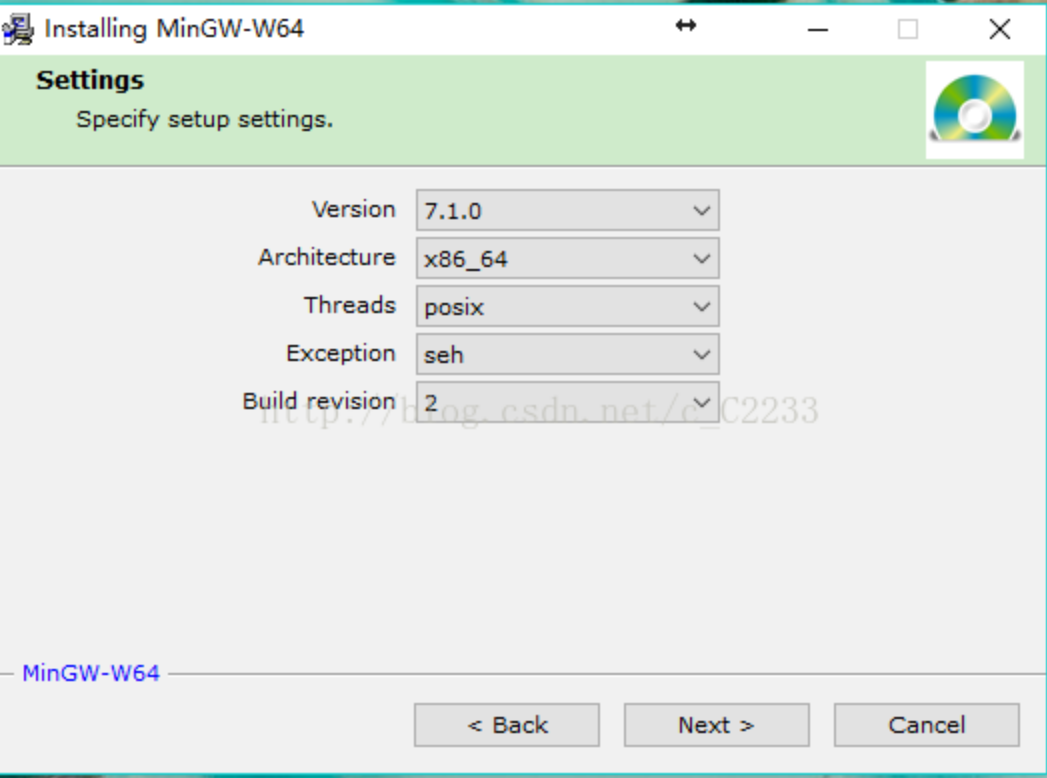 Installing MinGW-W64
Settings
Specify setup settings.
Version 7.1.0
Architecture x86_64
Threads posix
Exception seh
Build revision 2
http://blog.csdn.net/c_C2233
MinGW-W64
< Back Next > Cancel